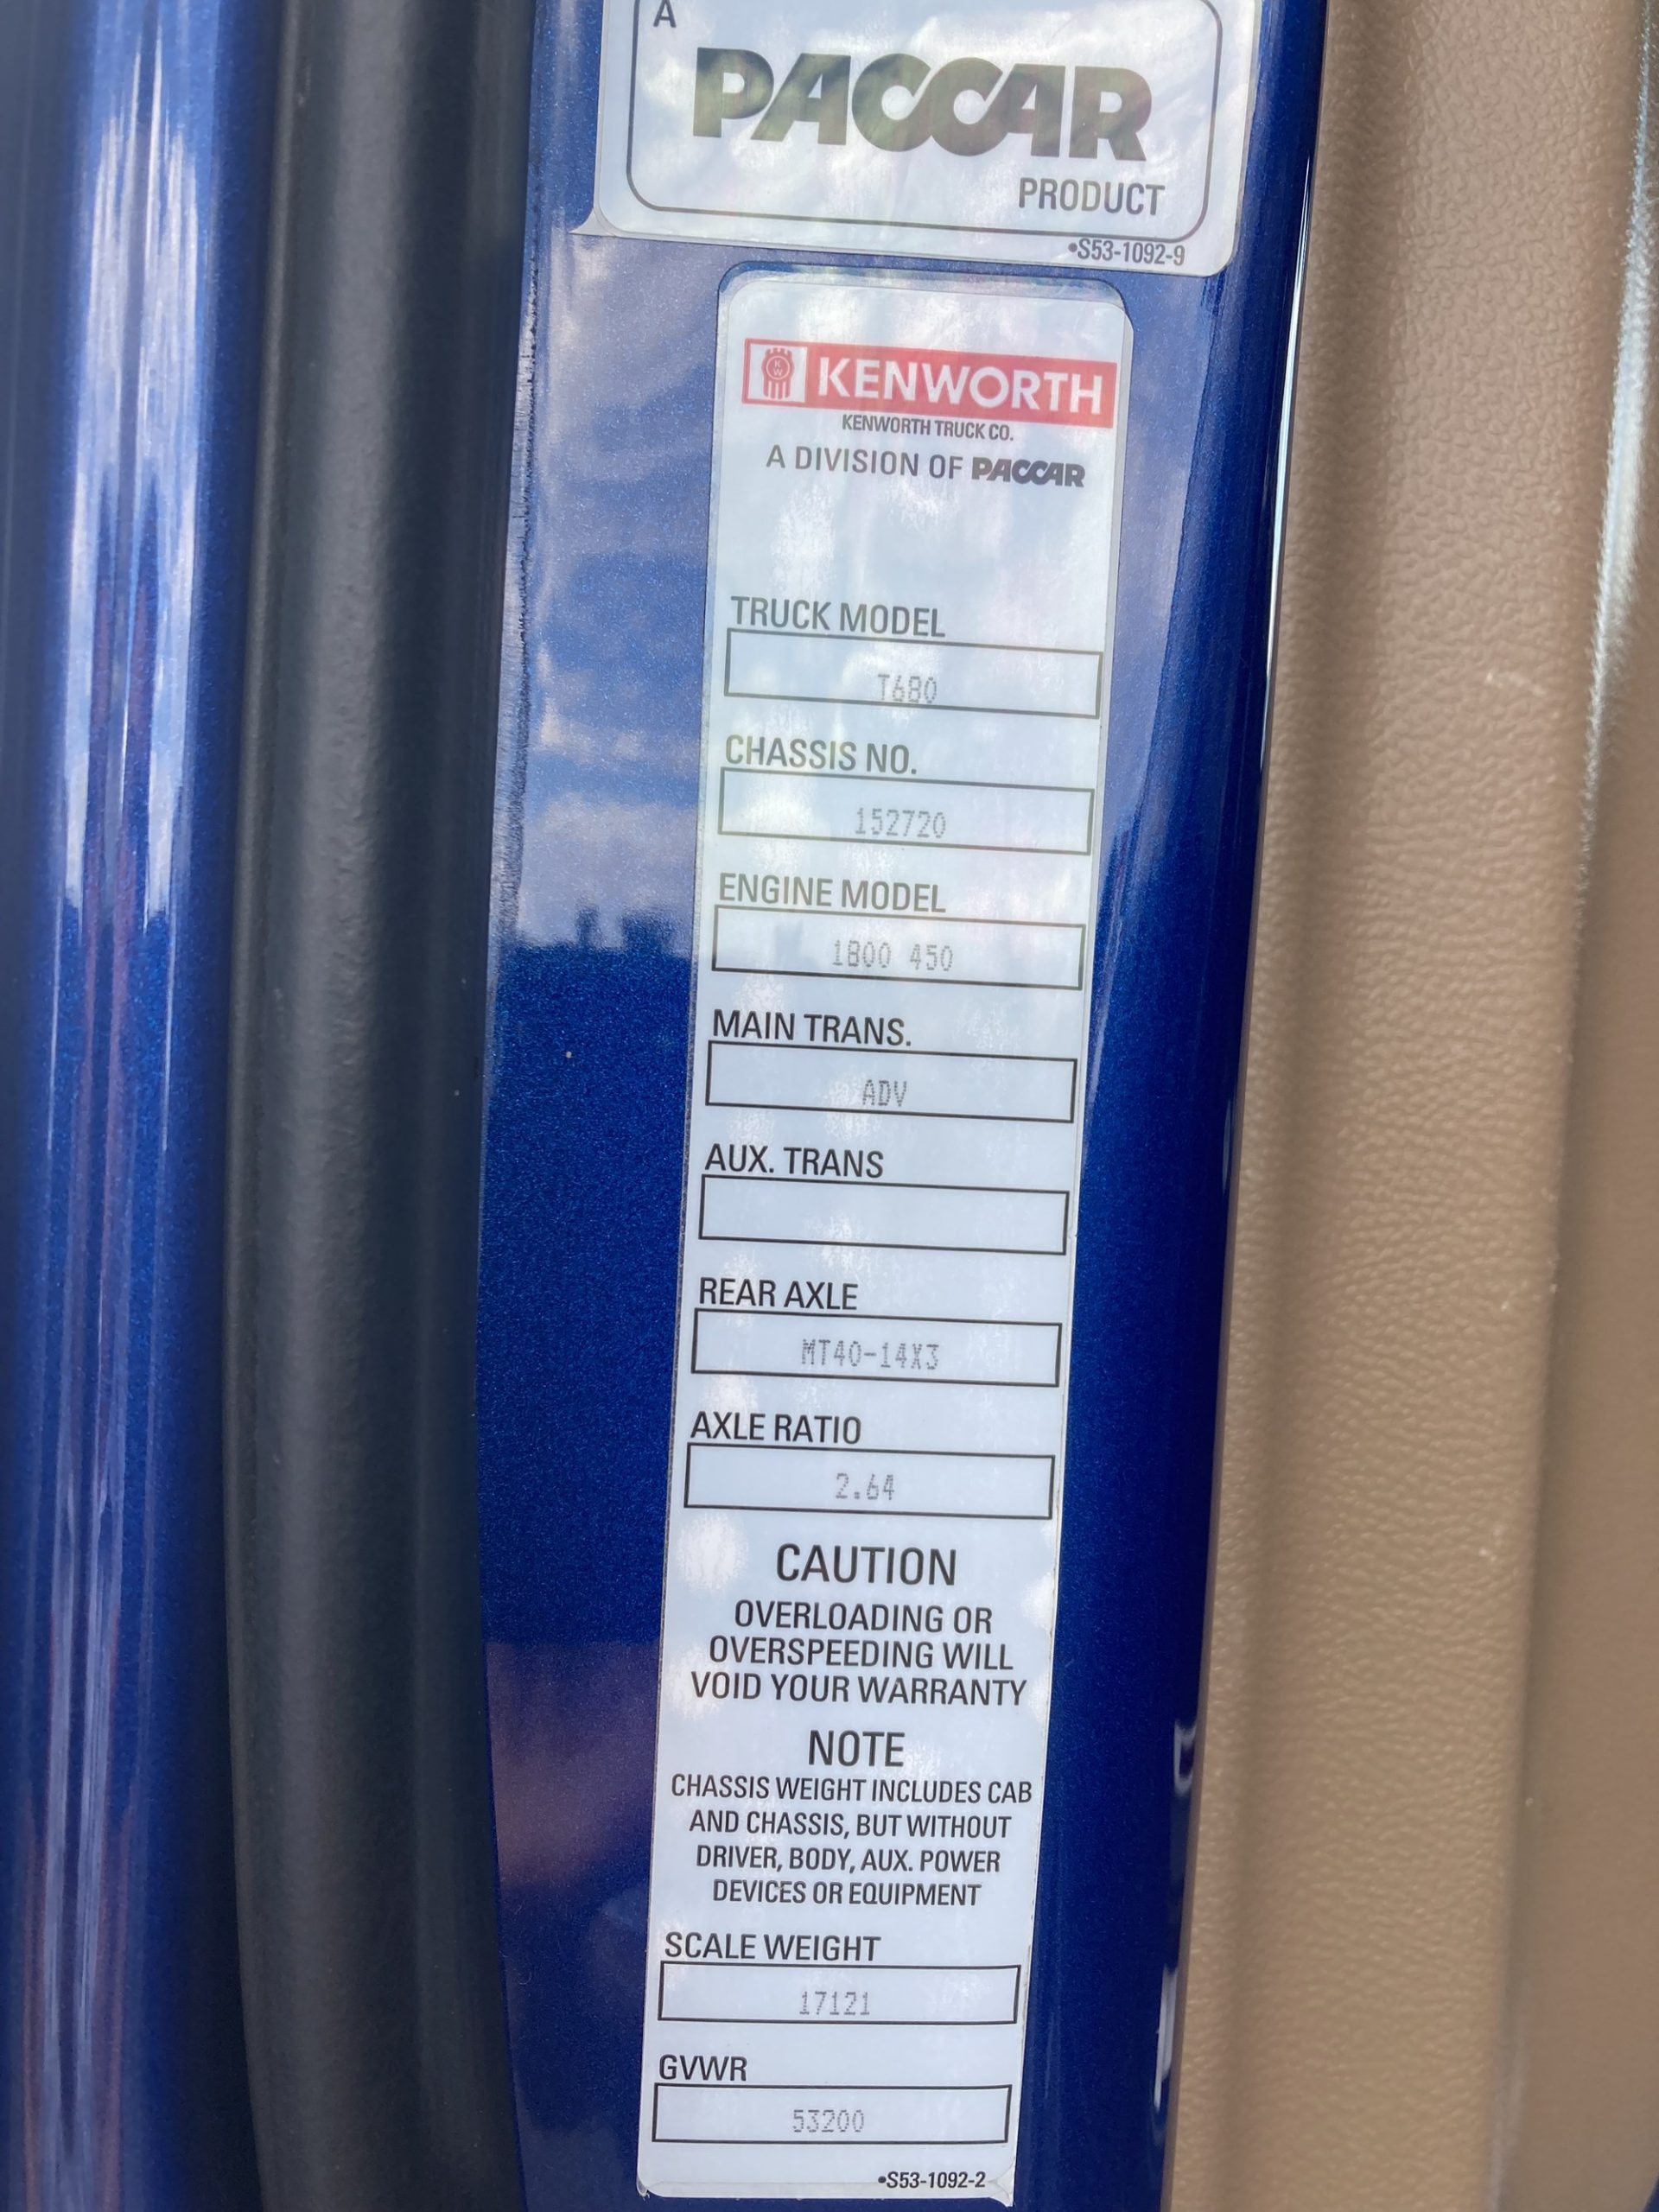 A
PACCAR
PRODUCT
•S53-1092-9
KW
KENWORTH
KENWORTH TRUCK CO.
A DIVISION OF PACCAR
TRUCK MODEL
T680
CHASSIS NO.
152720
ENGINE MODEL
1800 450
MAIN TRANS.
ADV
AUX. TRANS
REAR AXLE
MT40-14X3
AXLE RATIO
2.64
CAUTION
OVERLOADING OR
OVERSPEEDING WILL
VOID YOUR WARRANTY
NOTE
CHASSIS WEIGHT INCLUDES CAB
AND CHASSIS, BUT WITHOUT
DRIVER, BODY, AUX. POWER
DEVICES OR EQUIPMENT
SCALE WEIGHT
17121
GVWR
53200
•S53-1092-2